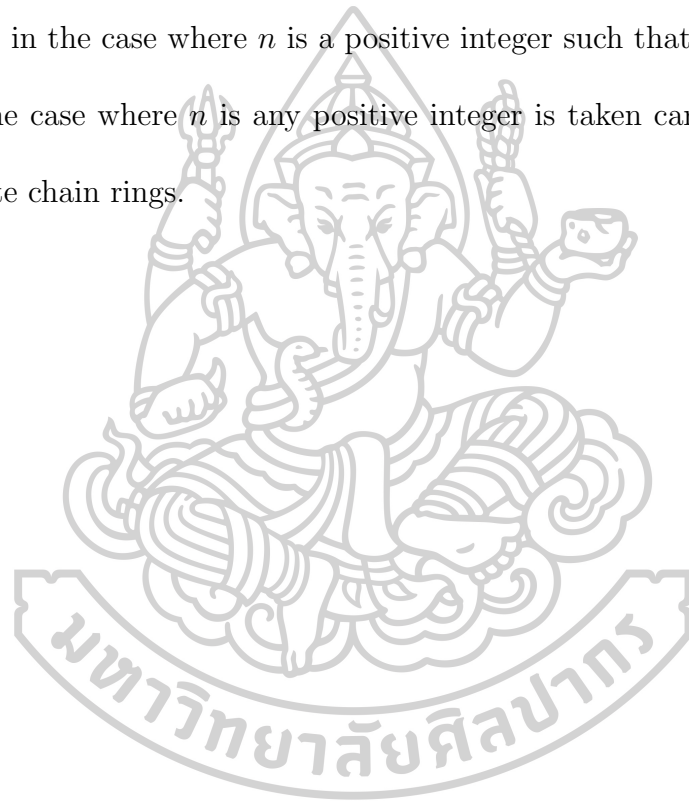 in the case where n is a positive integer such that
e case where n is any positive integer is taken car
e chain rings.
มหาวิทยาลัยศิลปากร